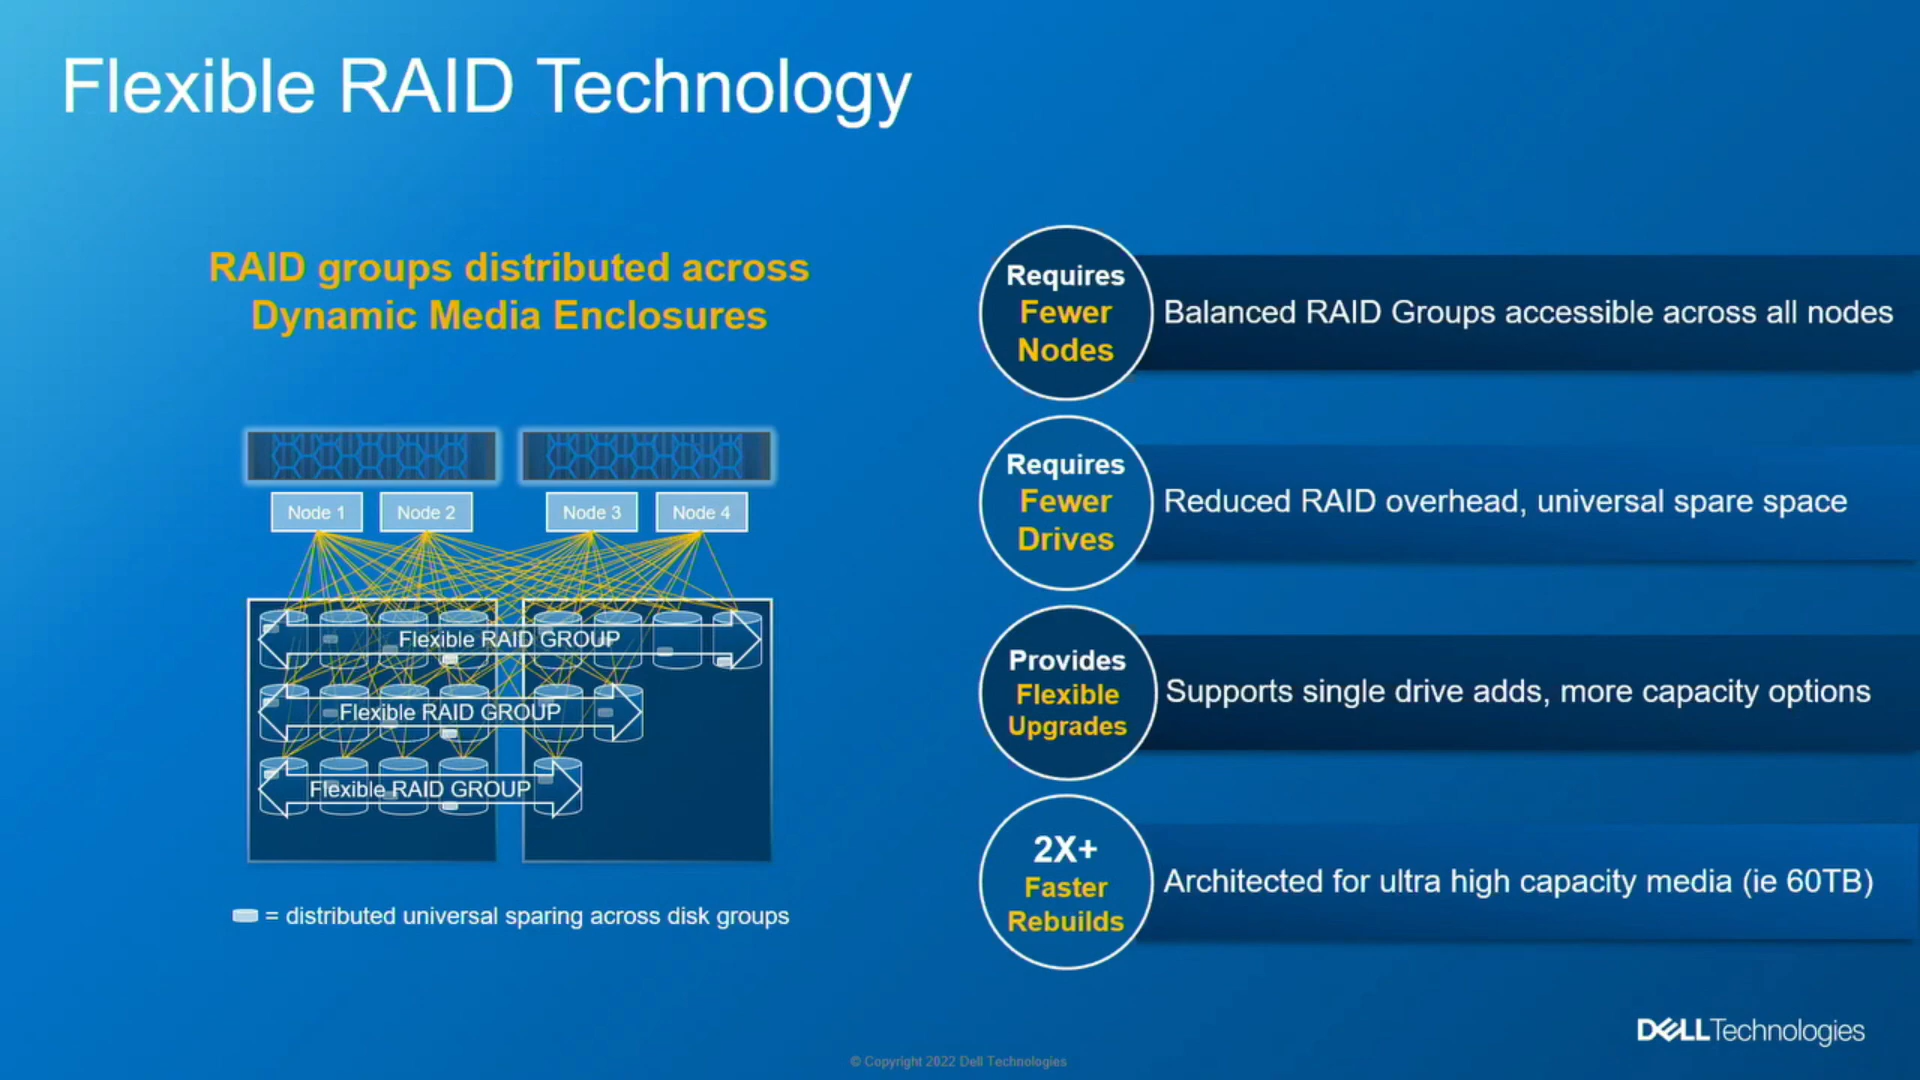 Flexible RAID Technology
RAID groups distributed across
Dynamic Media Enclosures
Node 1
Node 2
Node 3
Node 4
Flexible RAID GROUP
Flexible RAID GROUP
Flexible RAID GROUP
= distributed universal sparing across disk groups
Requires
Fewer
Nodes
Balanced RAID Groups accessible across all nodes
Requires
Fewer
Drives
Reduced RAID overhead, universal spare space
Provides
Flexible
Upgrades
Supports single drive adds, more capacity options
2X+
Faster
Rebuilds
Architected for ultra high capacity media (ie 60TB)
DELLTechnologies
© Copyright 2022 Dell Technologies